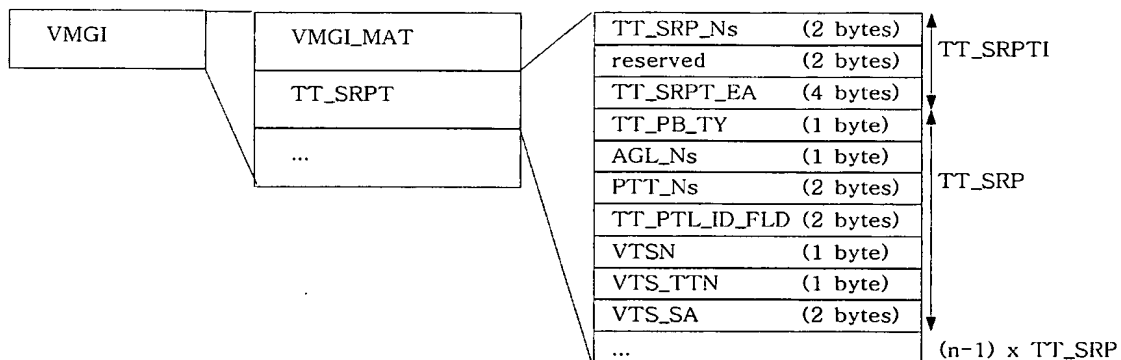 VMGI
VMGI_MAT
TT_SRPT
...
TT_SRP_Ns (2 bytes)
reserved (2 bytes)
TT_SRPT_EA (4 bytes)
TT_SRPTI
TT_PB_TY (1 byte)
AGL_Ns (1 byte)
PTT_Ns (2 bytes)
TT_PTL_ID_FLD (2 bytes)
VTSN (1 byte)
VTS_TTN (1 byte)
VTS_SA (2 bytes)
TT_SRP
...
(n-1) x TT_SRP